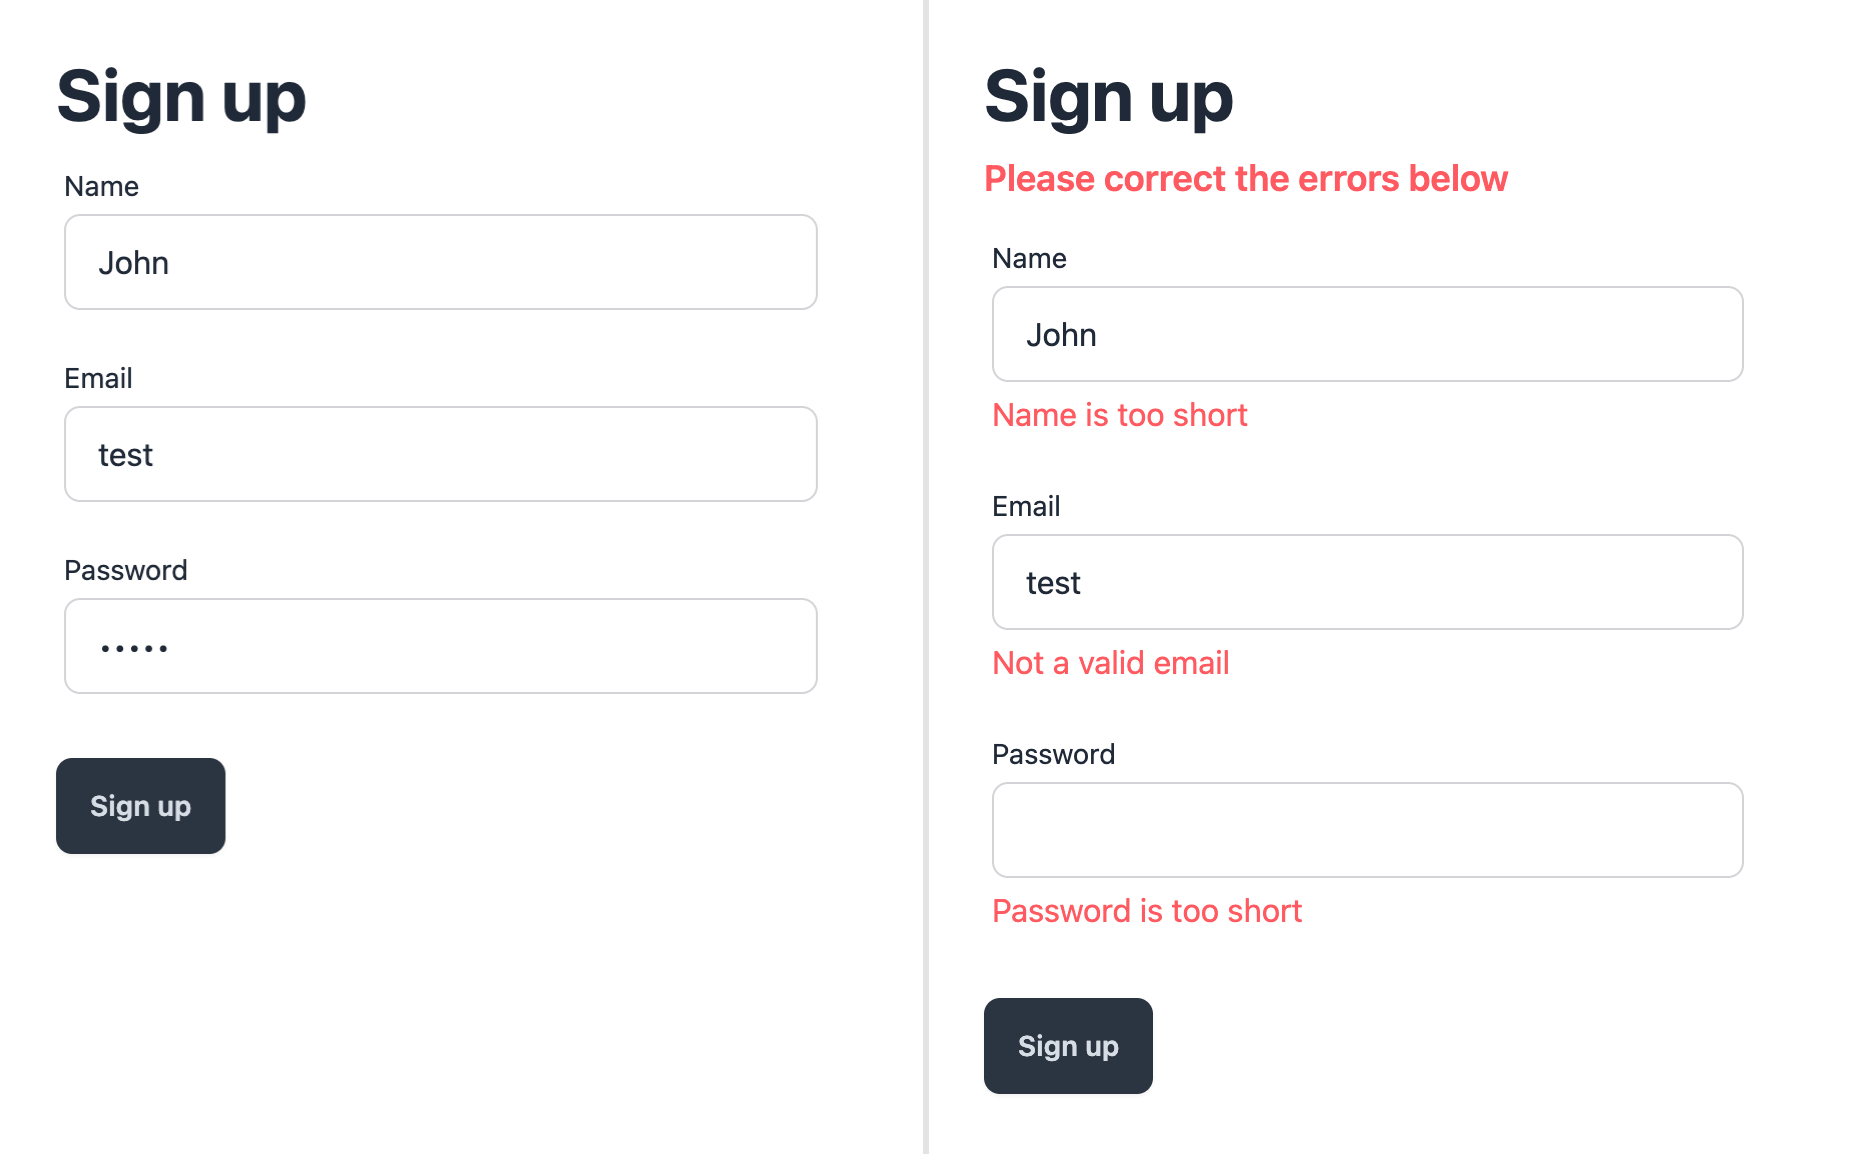 Sign up
Name
John
Email
test
Password
•••••
Sign up
Sign up
Please correct the errors below
Name
John
Name is too short
Email
test
Not a valid email
Password
Password is too short
Sign up